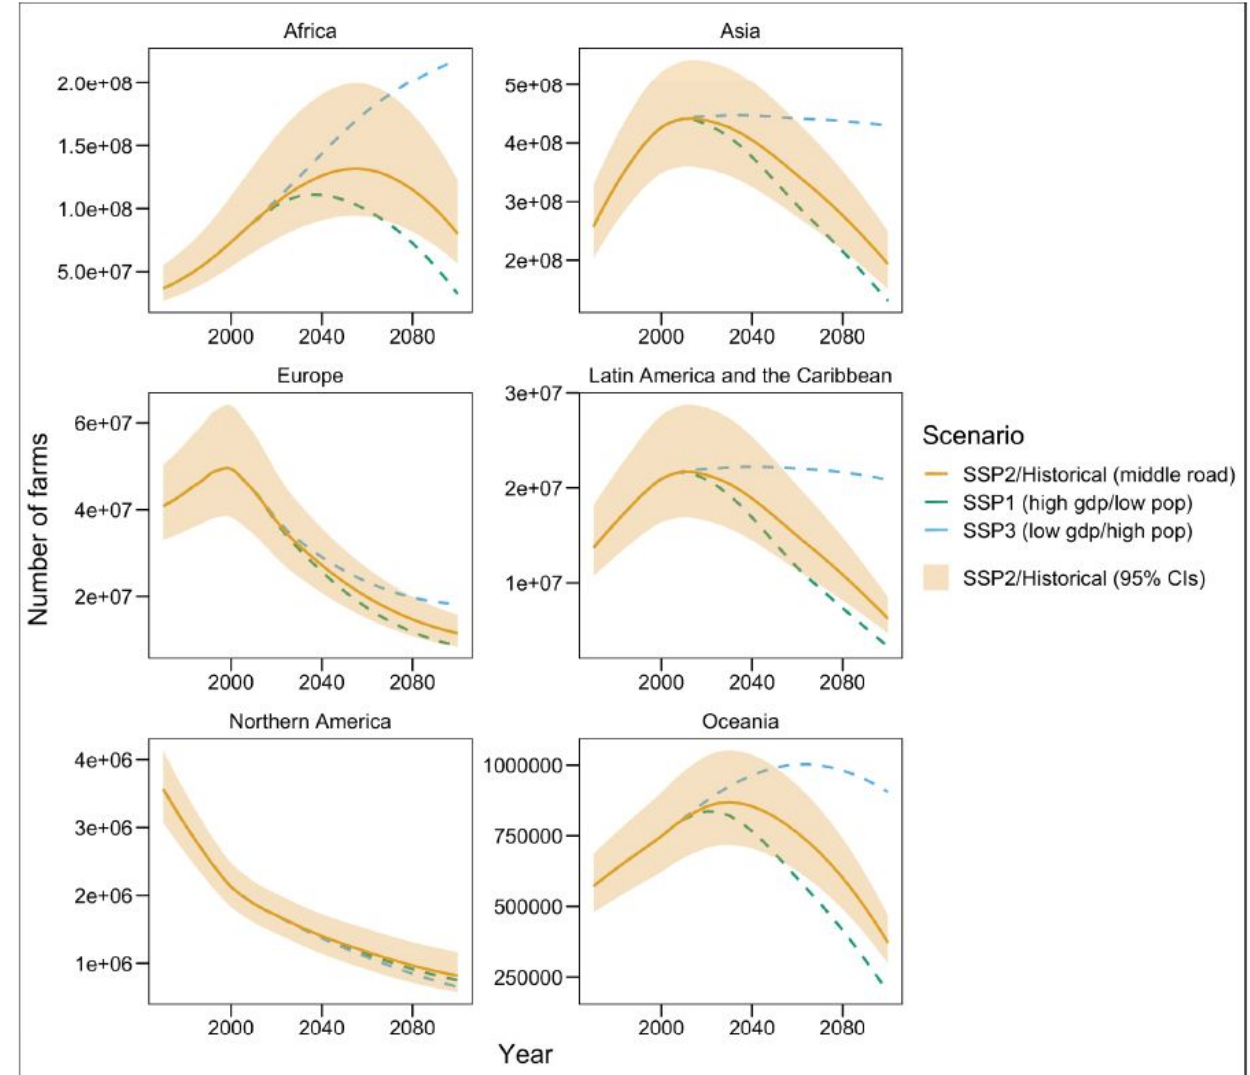 Africa
2.0e+08
1.5e+08
1.0e+08
5.0e+07
2000 2040 2080
Asia
5e+08
4e+08
3e+08
2e+08
2000 2040 2080
Europe
6e+07
4e+07
2e+07
2000 2040 2080
Latin America and the Caribbean
3e+07
2e+07
1e+07
2000 2040 2080
Northern America
4e+06
3e+06
2e+06
1e+06
2000 2040 2080
Oceania
1000000
750000
500000
250000
2000 2040 2080
Number of farms
Year
Scenario
SSP2/Historical (middle road)
SSP1 (high gdp/low pop)
SSP3 (low gdp/high pop)
SSP2/Historical (95% CIs)